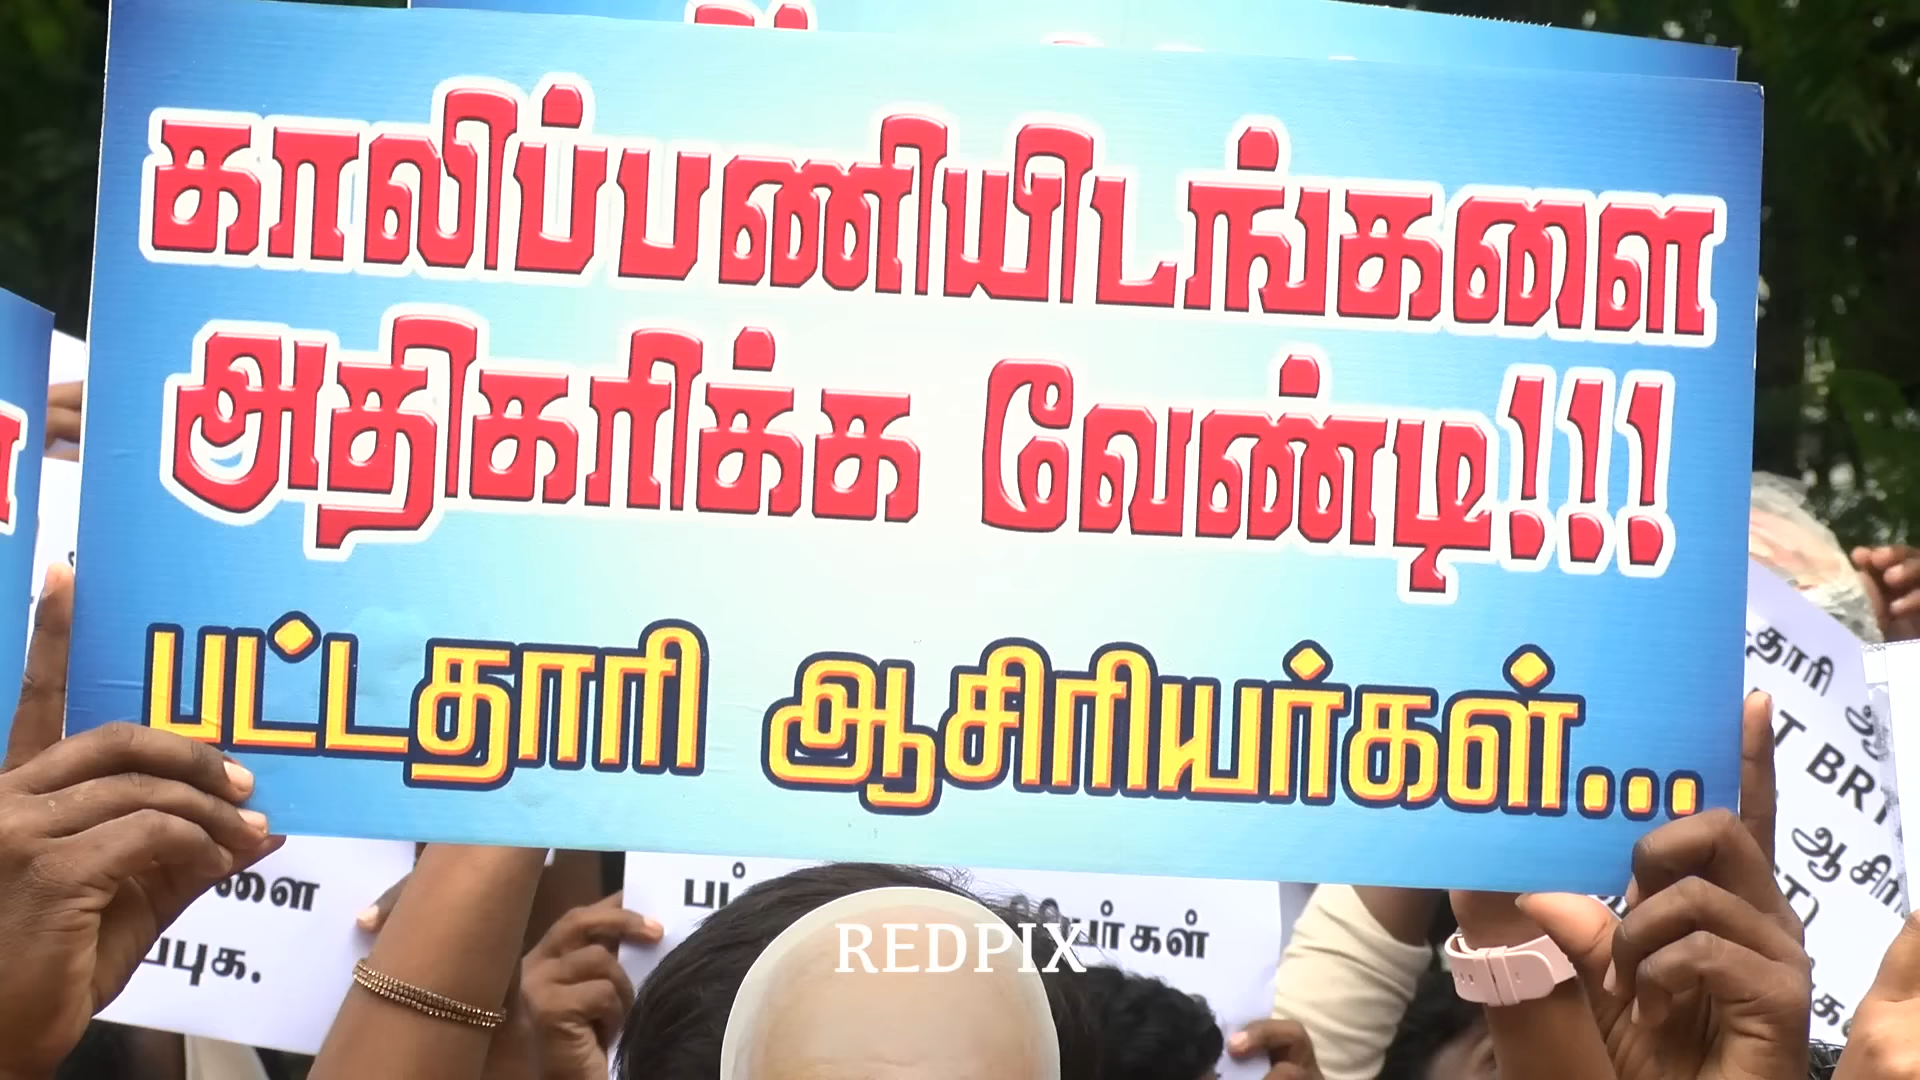 காலிப்பணியிடங்களை
அதிகரிக்க வேண்டி!!!
பட்டதாரி ஆசிரியர்கள்...
REDPIX